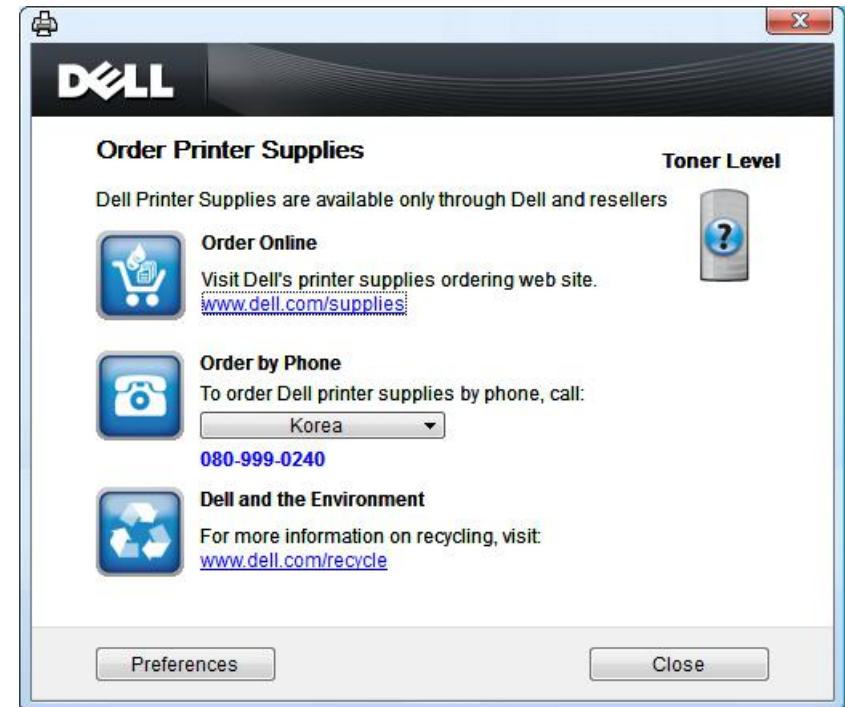 DELL
Order Printer Supplies
Toner Level
Dell Printer Supplies are available only through Dell and resellers
?
Order Online
Visit Dell's printer supplies ordering web site.
www.dell.com/supplies
Order by Phone
To order Dell printer supplies by phone, call:
Korea
080-999-0240
Dell and the Environment
For more information on recycling, visit:
www.dell.com/recycle
Preferences
Close